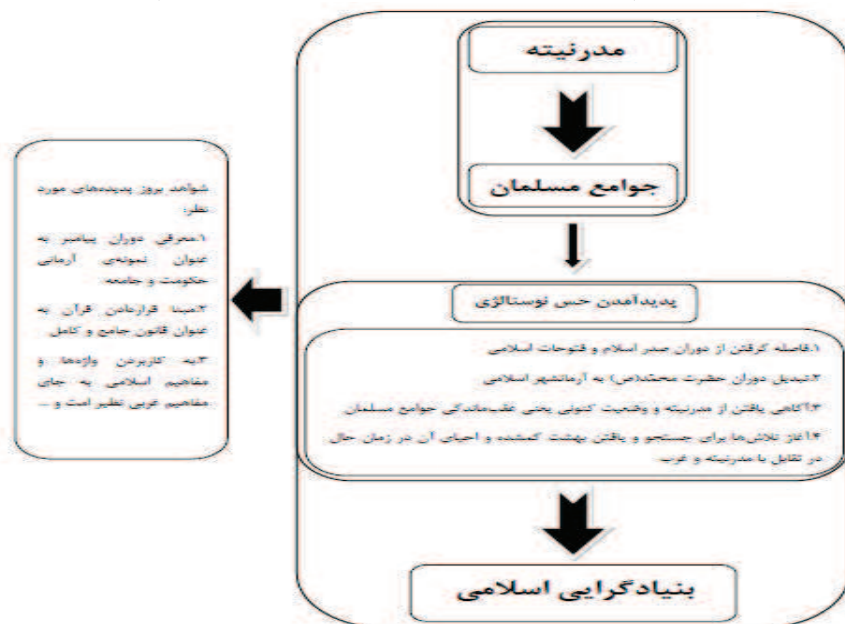 مدرنیته
جوامع مسلمان
پدیدآمدن حس نوستالژی
۱.فاصله گرفتن از دوران صدر اسلام و فتوحات اسلامی
۲.تبدیل دوران حضرت محمّد(ص) به آرمانشهر اسلامی
۳.آگاهی یافتن از مدرنیته و وضعیت کنونی یعنی عقب‌ماندگی جوامع مسلمان
۴.آغاز تلاش‌ها برای جستجو و یافتن بهشت گمشده و احیای آن در زمان حال
در تقابل با مدرنیته و غرب.
بنیادگرایی اسلامی
شواهد بروز پدیده‌های مورد
نظر:
۱.معرفی دوران پیامبر به
عنوان نمونه‌ی آرمانی
حکومت و جامعه.
۲.مبنا قراردادن قرآن به
عنوان قانون جامع و کامل.
۳.به کاربردن واژه‌ها و
مفاهیم اسلامی به جای
مفاهیم غربی نظیر امت و ...